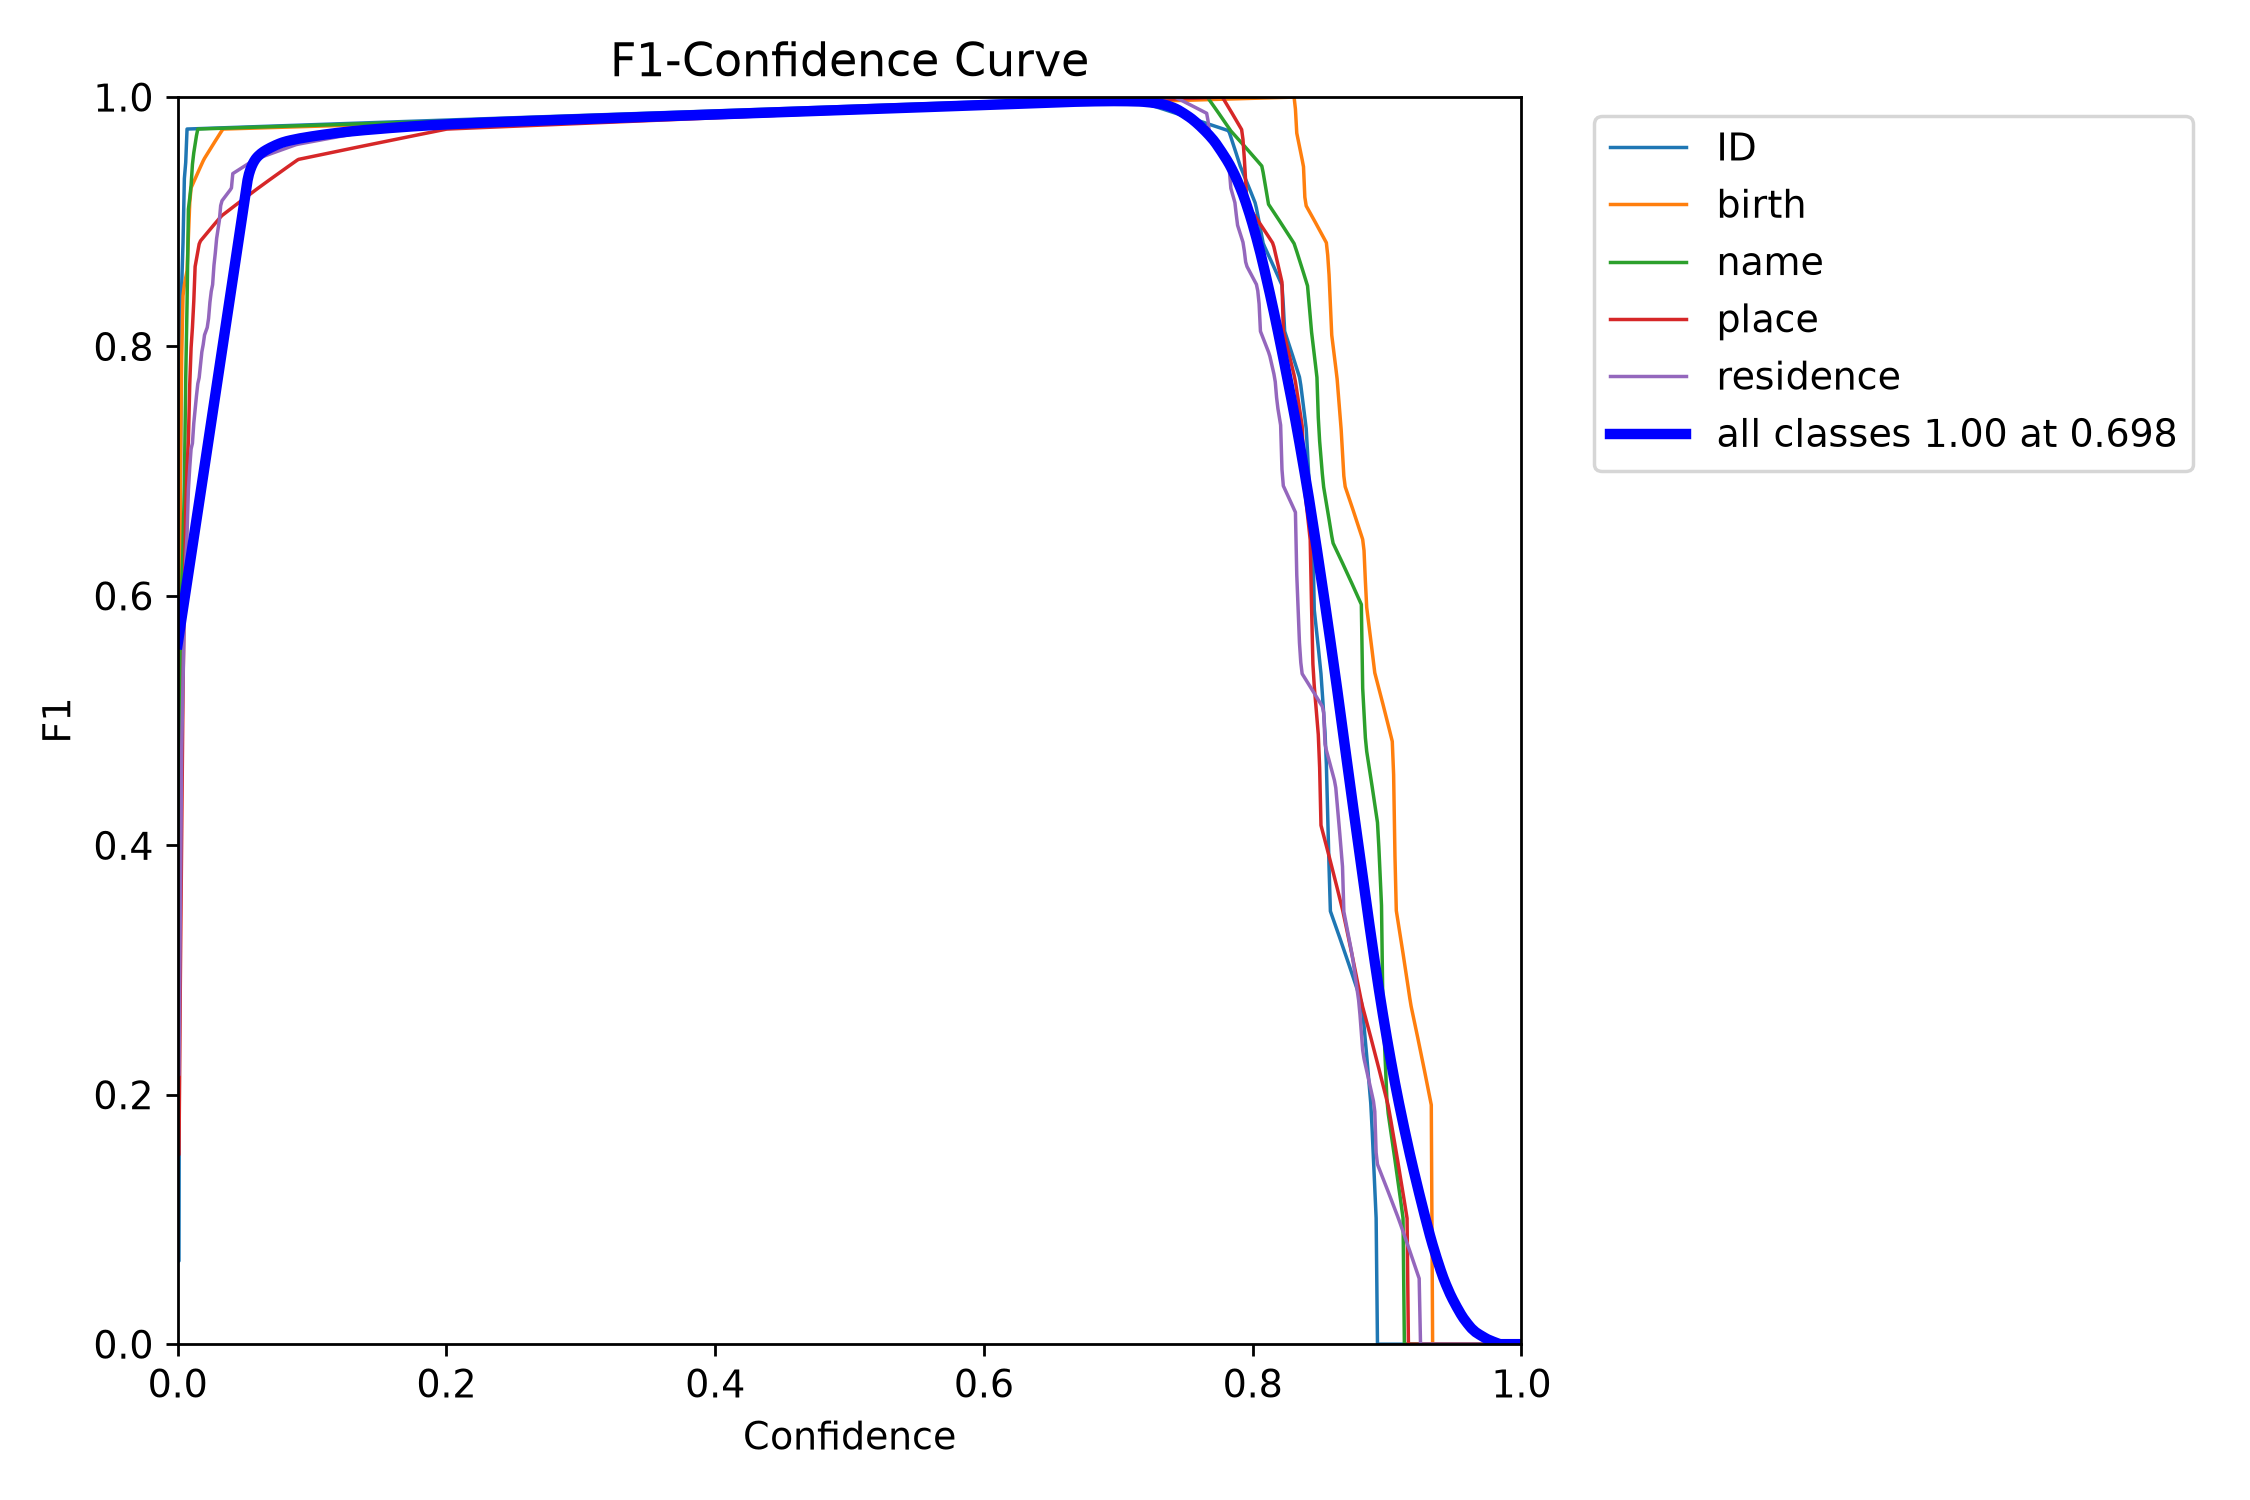 F1-Confidence Curve
1.0
0.8
0.6
0.4
0.2
0.0
F1
0.0 0.2 0.4 0.6 0.8 1.0
Confidence
ID
birth
name
place
residence
all classes 1.00 at 0.698